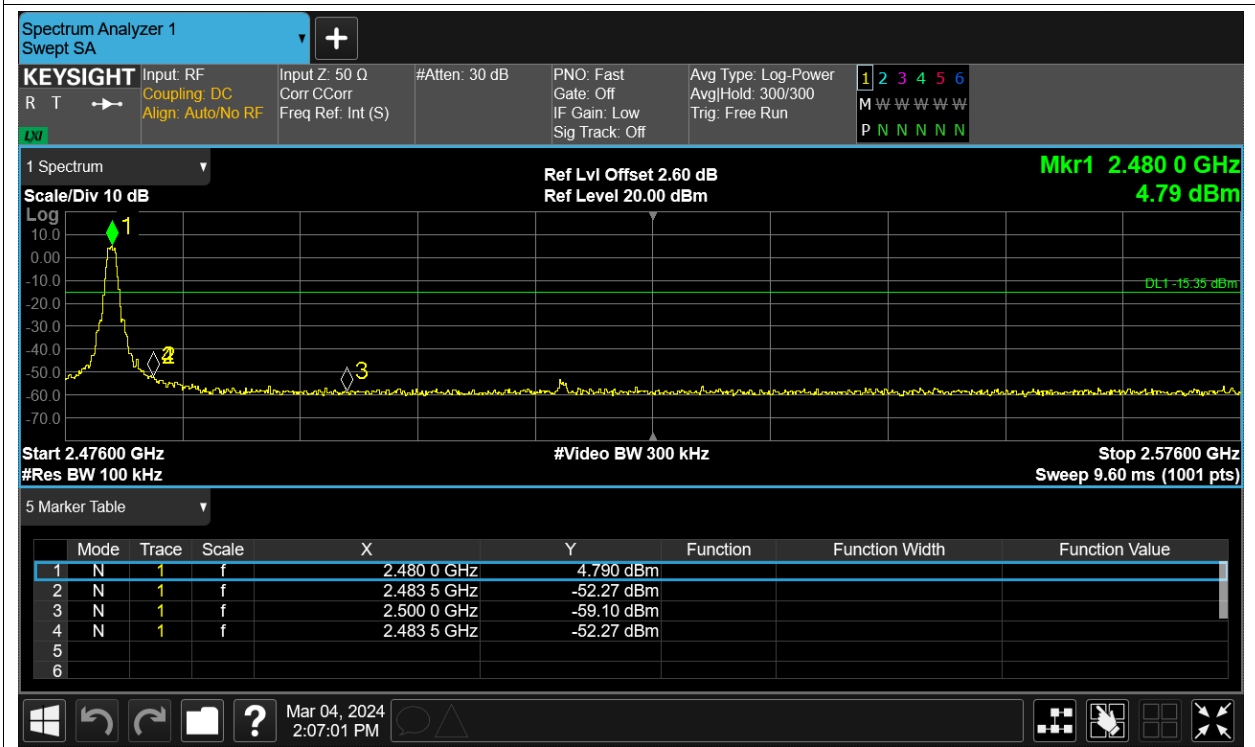 Spectrum Analyzer 1
Swept SA
+
KEYSIGHT
R T
LXI
Input: RF
Coupling: DC
Align: Auto/No RF
Input Z: 50 Ω
Corr CCorr
Freq Ref: Int (S)
#Atten: 30 dB
PNO: Fast
Gate: Off
IF Gain: Low
Sig Track: Off
Avg Type: Log-Power
Avg|Hold: 300/300
Trig: Free Run
1 2 3 4 5 6
M W W W W W
P N N N N N
1 Spectrum
Scale/Div 10 dB
Ref Lvl Offset 2.60 dB
Ref Level 20.00 dBm
Mkr1 2.480 0 GHz
4.79 dBm
Log
10.0
0.00
-10.0
-20.0
-30.0
-40.0
-50.0
-60.0
-70.0
1
3
DL1 -15.35 dBm
Start 2.47600 GHz
#Res BW 100 kHz
#Video BW 300 kHz
Stop 2.57600 GHz
Sweep 9.60 ms (1001 pts)
5 Marker Table
Mode Trace Scale X Y Function Function Width Function Value
1 N 1 f 2.480 0 GHz 4.790 dBm
2 N 1 f 2.483 5 GHz -52.27 dBm
3 N 1 f 2.500 0 GHz -59.10 dBm
4 N 1 f 2.483 5 GHz -52.27 dBm
5
6
?
Mar 04, 2024
2:07:01 PM